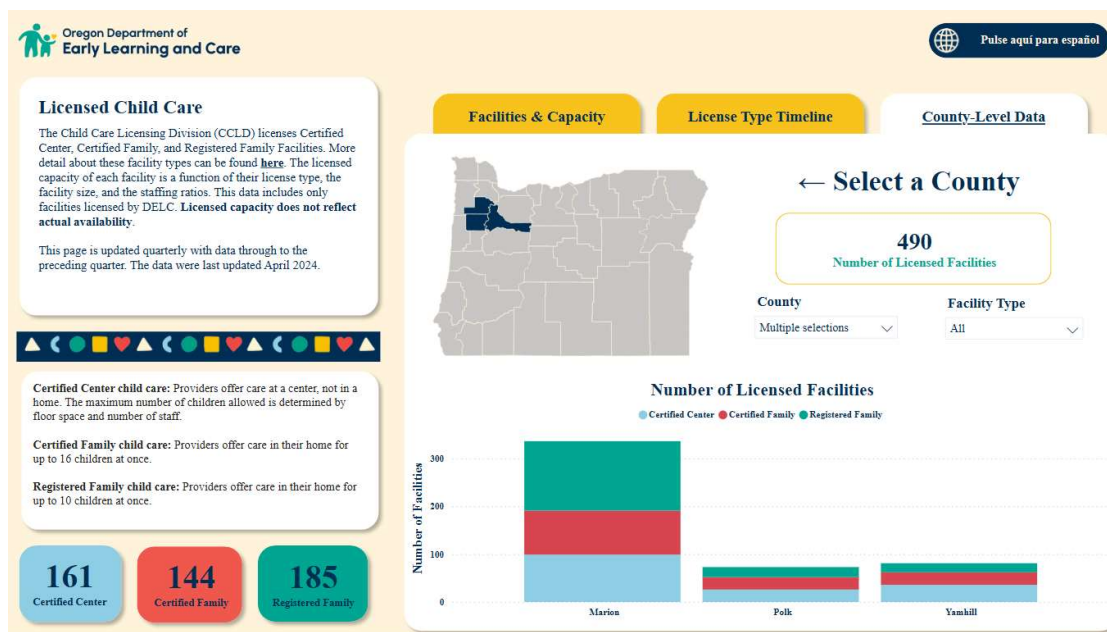 Oregon Department of
Early Learning and Care
Pulse aquí para español
Licensed Child Care
The Child Care Licensing Division (CCLD) licenses Certified
Center, Certified Family, and Registered Family Facilities. More
detail about these facility types can be found here. The licensed
capacity of each facility is a function of their license type, the
facility size, and the staffing ratios. This data includes only
facilities licensed by DELC. Licensed capacity does not reflect
actual availability.
This page is updated quarterly with data through to the
preceding quarter. The data were last updated April 2024.
Certified Center child care: Providers offer care at a center, not in a
home. The maximum number of children allowed is determined by
floor space and number of staff.
Certified Family child care: Providers offer care in their home for
up to 16 children at once.
Registered Family child care: Providers offer care in their home for
up to 10 children at once.
161
Certified Center
144
Certified Family
185
Registered Family
Facilities & Capacity
License Type Timeline
County-Level Data
← Select a County
490
Number of Licensed Facilities
County
Multiple selections
Facility Type
All
Number of Licensed Facilities
Certified Center Certified Family Registered Family
Number of Facilities
300
200
100
0
Marion
Polk
Yamhill